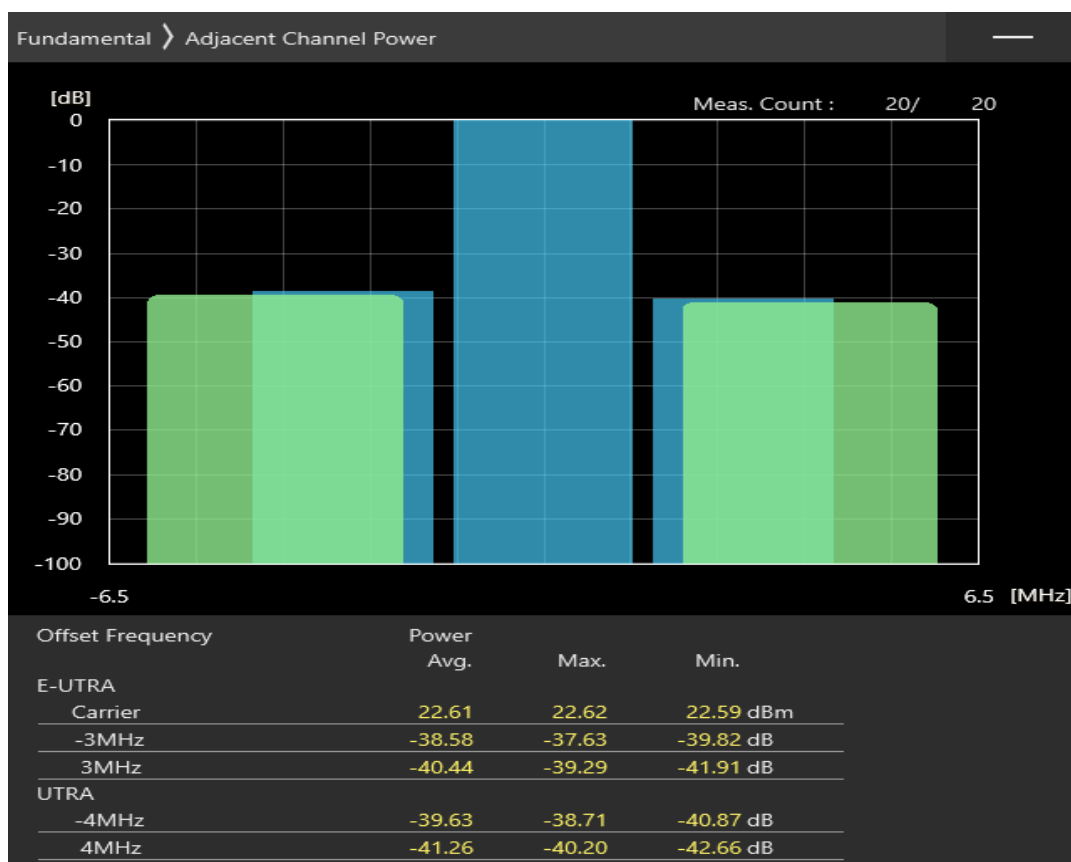 Fundamental ❯ Adjacent Channel Power
[dB]
Meas. Count : 20/ 20
0
-10
-20
-30
-40
-50
-60
-70
-80
-90
-100
-6.5 6.5 [MHz]
Offset Frequency Power
Avg. Max. Min.
E-UTRA
Carrier 22.61 22.62 22.59 dBm
-3MHz -38.58 -37.63 -39.82 dB
3MHz -40.44 -39.29 -41.91 dB
UTRA
-4MHz -39.63 -38.71 -40.87 dB
4MHz -41.26 -40.20 -42.66 dB